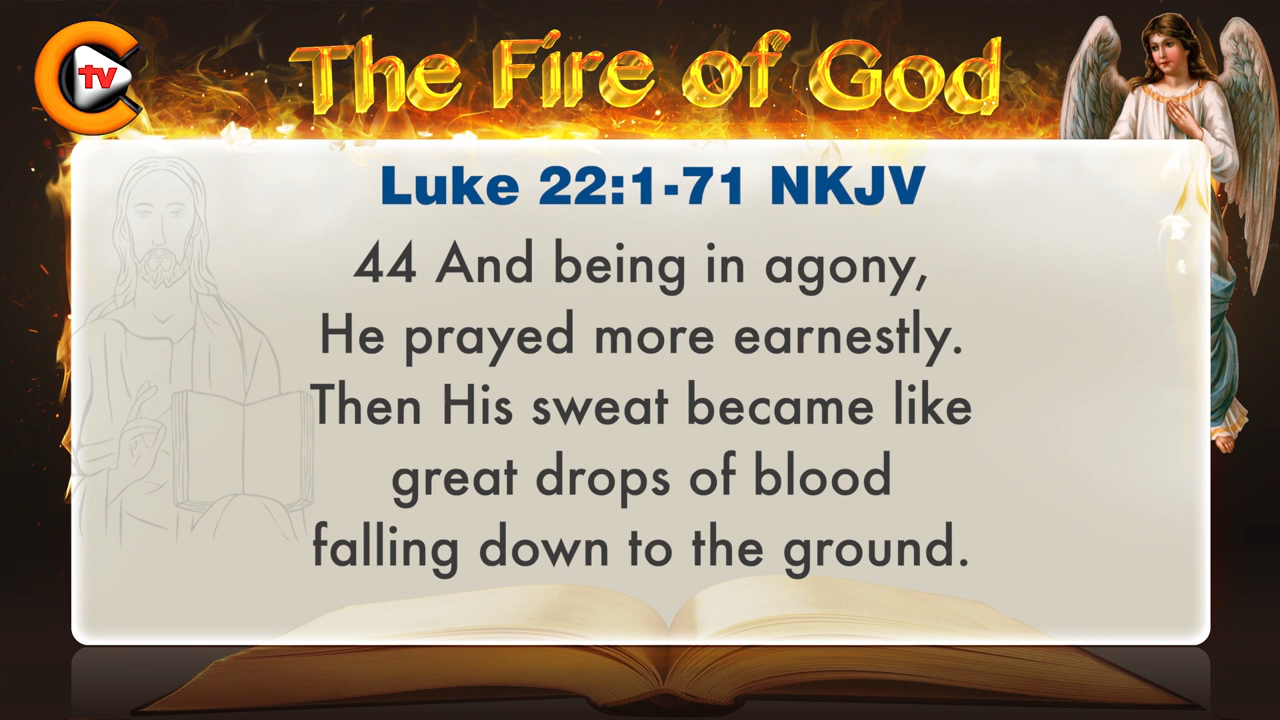 tv
The Fire of God
Luke 22:1-71 NKJV
44 And being in agony,
He prayed more earnestly.
Then His sweat became like
great drops of blood
falling down to the ground.